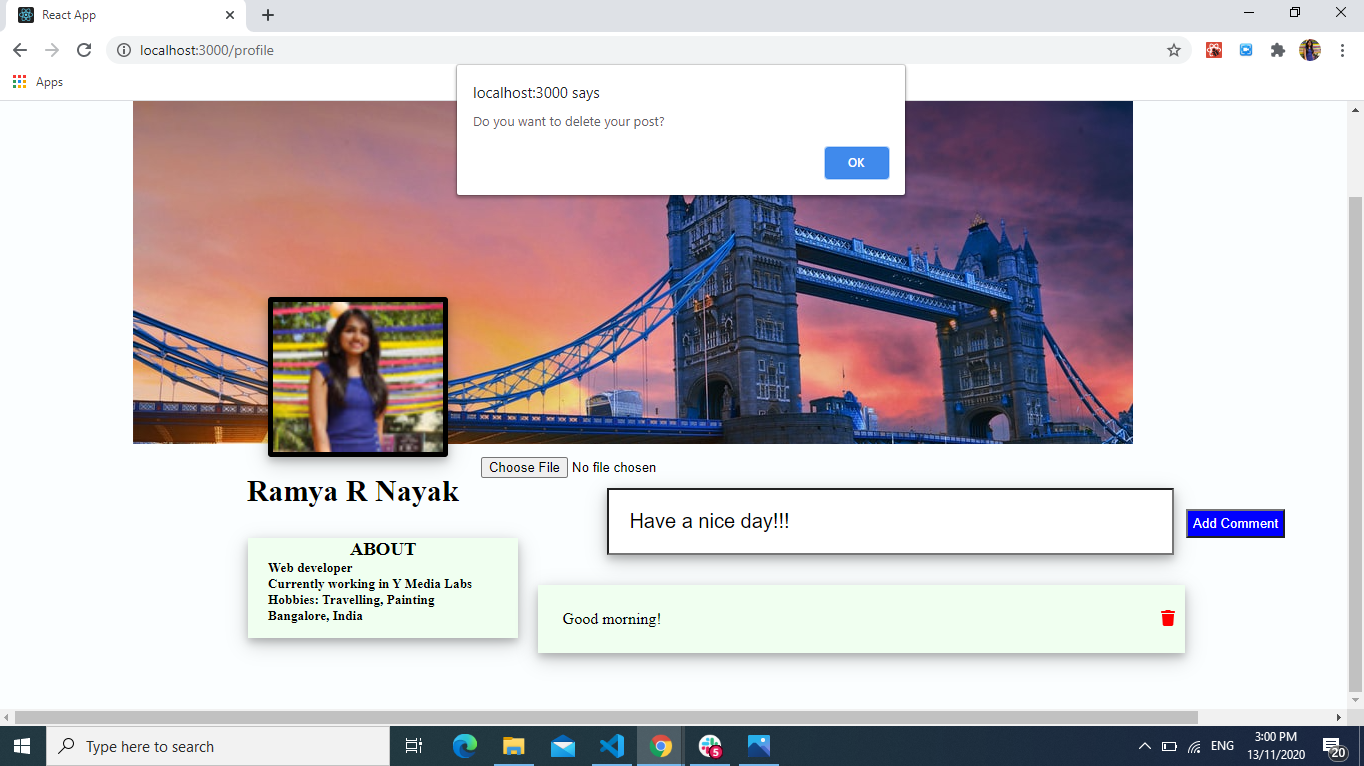 React App
localhost:3000/profile
Apps
localhost:3000 says
Do you want to delete your post?
OK
Choose File No file chosen
Ramya R Nayak
Have a nice day!!!
Add Comment
ABOUT
Web developer
Currently working in Y Media Labs
Hobbies: Travelling, Painting
Bangalore, India
Good morning!
Type here to search
5
ENG
3:00 PM
13/11/2020
20